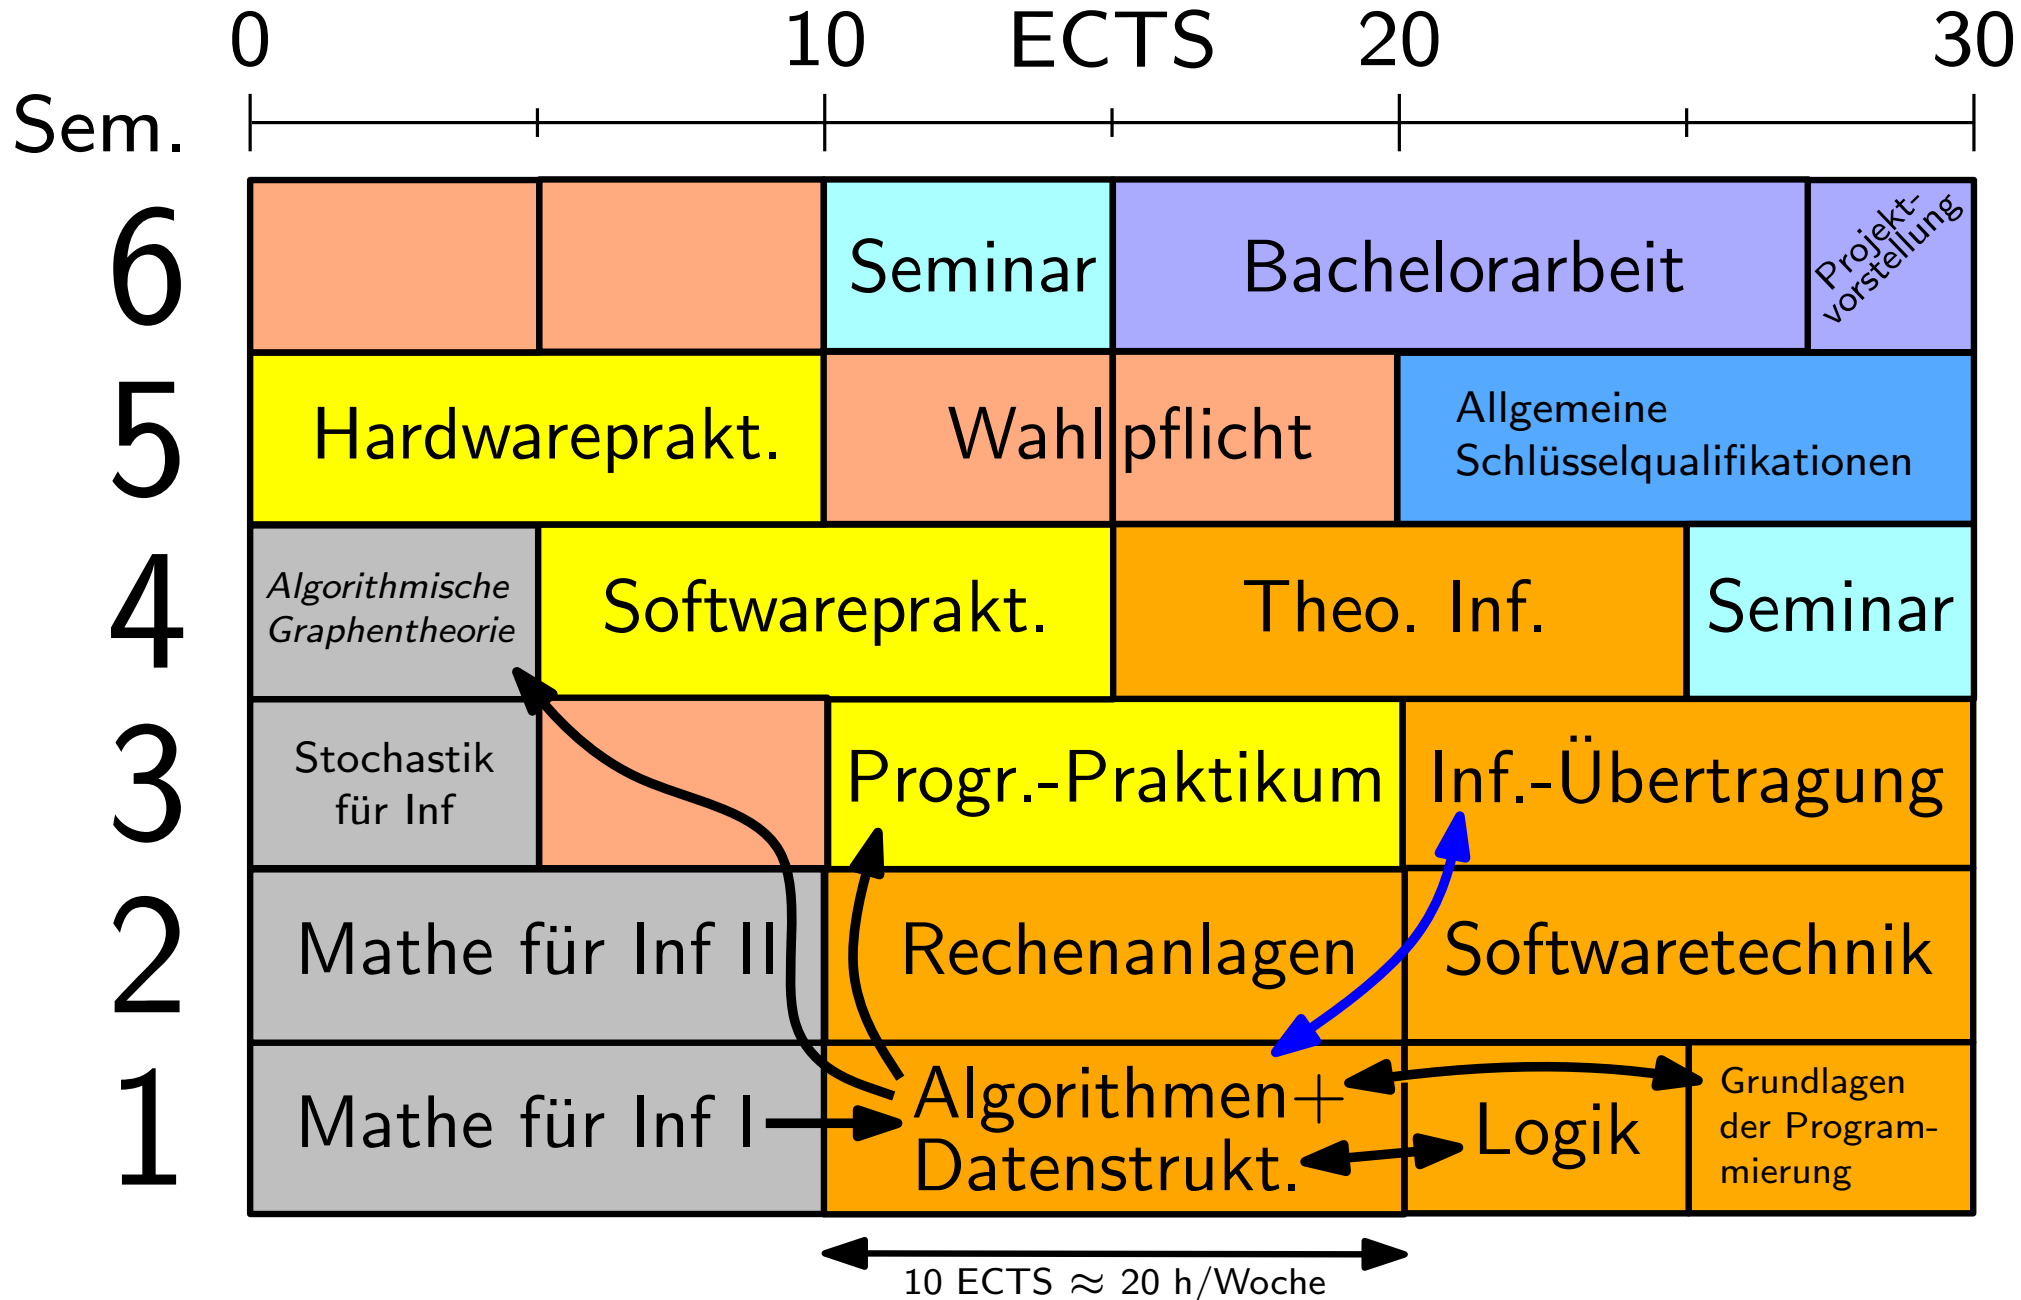 0 10 ECTS 20 30
Sem.
6 Seminar Bachelorarbeit
Projekt-
vorstellung
5 Hardwareprakt. Wahlpflicht
Allgemeine
Schlüsselqualifikationen
4
Algorithmische
Graphentheorie
Softwareprakt. Theo. Inf. Seminar
3
Stochastik
für Inf
Progr.-Praktikum Inf.-Übertragung
2 Mathe für Inf II Rechenanlagen Softwaretechnik
1 Mathe für Inf I
Algorithmen+
Datenstrukt.
Logik
Grundlagen
der Program-
mierung
10 ECTS ≈ 20 h/Woche